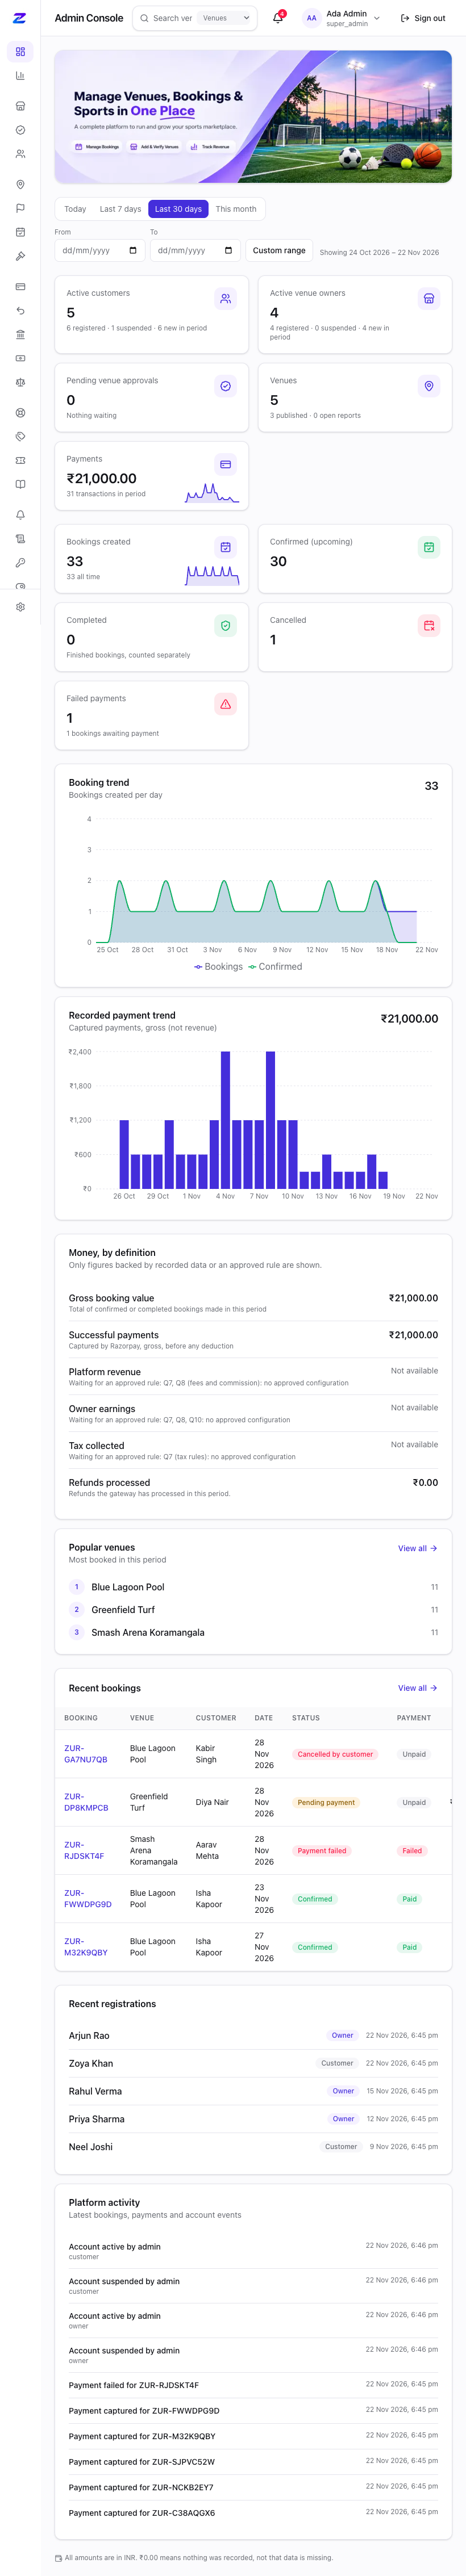 Z
Admin Console
Search ver
Venues
4
AA
Ada Admin
super_admin
Sign out
Manage Venues, Bookings &
Sports in One Place
A complete platform to run and grow your sports marketplace.
Manage Bookings
Add & Verify Venues
Track Revenue
Today
Last 7 days
Last 30 days
This month
From
To
dd/mm/yyyy
dd/mm/yyyy
Custom range
Showing 24 Oct 2026 – 22 Nov 2026
Active customers
5
6 registered · 1 suspended · 6 new in period
Active venue owners
4
4 registered · 0 suspended · 4 new in
period
Pending venue approvals
0
Nothing waiting
Venues
5
3 published · 0 open reports
Payments
₹21,000.00
31 transactions in period
Bookings created
33
33 all time
Confirmed (upcoming)
30
Completed
0
Finished bookings, counted separately
Cancelled
1
Failed payments
1
1 bookings awaiting payment
Booking trend
33
Bookings created per day
4
3
2
1
0
25 Oct
28 Oct
31 Oct
3 Nov
6 Nov
9 Nov
12 Nov
15 Nov
18 Nov
22 Nov
Bookings
Confirmed
Recorded payment trend
₹21,000.00
Captured payments, gross (not revenue)
₹2,400
₹1,800
₹1,200
₹600
₹0
26 Oct
29 Oct
1 Nov
4 Nov
7 Nov
10 Nov
13 Nov
16 Nov
19 Nov
22 Nov
Money, by definition
Only figures backed by recorded data or an approved rule are shown.
Gross booking value
₹21,000.00
Total of confirmed or completed bookings made in this period
Successful payments
₹21,000.00
Captured by Razorpay, gross, before any deduction
Platform revenue
Not available
Waiting for an approved rule: Q7, Q8 (fees and commission): no approved configuration
Owner earnings
Not available
Waiting for an approved rule: Q7, Q8, Q10: no approved configuration
Tax collected
Not available
Waiting for an approved rule: Q7 (tax rules): no approved configuration
Refunds processed
₹0.00
Refunds the gateway has processed in this period.
Popular venues
View all →
Most booked in this period
1 Blue Lagoon Pool 11
2 Greenfield Turf 11
3 Smash Arena Koramangala 11
Recent bookings
View all →
BOOKING VENUE CUSTOMER DATE STATUS PAYMENT
ZUR-
GA7NU7QB
Blue Lagoon
Pool
Kabir
Singh
28
Nov
2026
Cancelled by customer
Unpaid
ZUR-
DP8KMPCB
Greenfield
Turf
Diya Nair
28
Nov
2026
Pending payment
Unpaid
ZUR-
RJDSKT4F
Smash
Arena
Koramangala
Aarav
Mehta
28
Nov
2026
Payment failed
Failed
ZUR-
FWWDPG9D
Blue Lagoon
Pool
Isha
Kapoor
23
Nov
2026
Confirmed
Paid
ZUR-
M32K9QBY
Blue Lagoon
Pool
Isha
Kapoor
27
Nov
2026
Confirmed
Paid
Recent registrations
Arjun Rao Owner 22 Nov 2026, 6:45 pm
Zoya Khan Customer 22 Nov 2026, 6:45 pm
Rahul Verma Owner 15 Nov 2026, 6:45 pm
Priya Sharma Owner 12 Nov 2026, 6:45 pm
Neel Joshi Customer 9 Nov 2026, 6:45 pm
Platform activity
Latest bookings, payments and account events
Account active by admin 22 Nov 2026, 6:46 pm
customer
Account suspended by admin 22 Nov 2026, 6:46 pm
customer
Account active by admin 22 Nov 2026, 6:46 pm
owner
Account suspended by admin 22 Nov 2026, 6:46 pm
owner
Payment failed for ZUR-RJDSKT4F 22 Nov 2026, 6:45 pm
Payment captured for ZUR-FWWDPG9D 22 Nov 2026, 6:45 pm
Payment captured for ZUR-M32K9QBY 22 Nov 2026, 6:45 pm
Payment captured for ZUR-SJPVC52W 22 Nov 2026, 6:45 pm
Payment captured for ZUR-NCKB2EY7 22 Nov 2026, 6:45 pm
Payment captured for ZUR-C38AQGX6 22 Nov 2026, 6:45 pm
All amounts are in INR. ₹0.00 means nothing was recorded, not that data is missing.